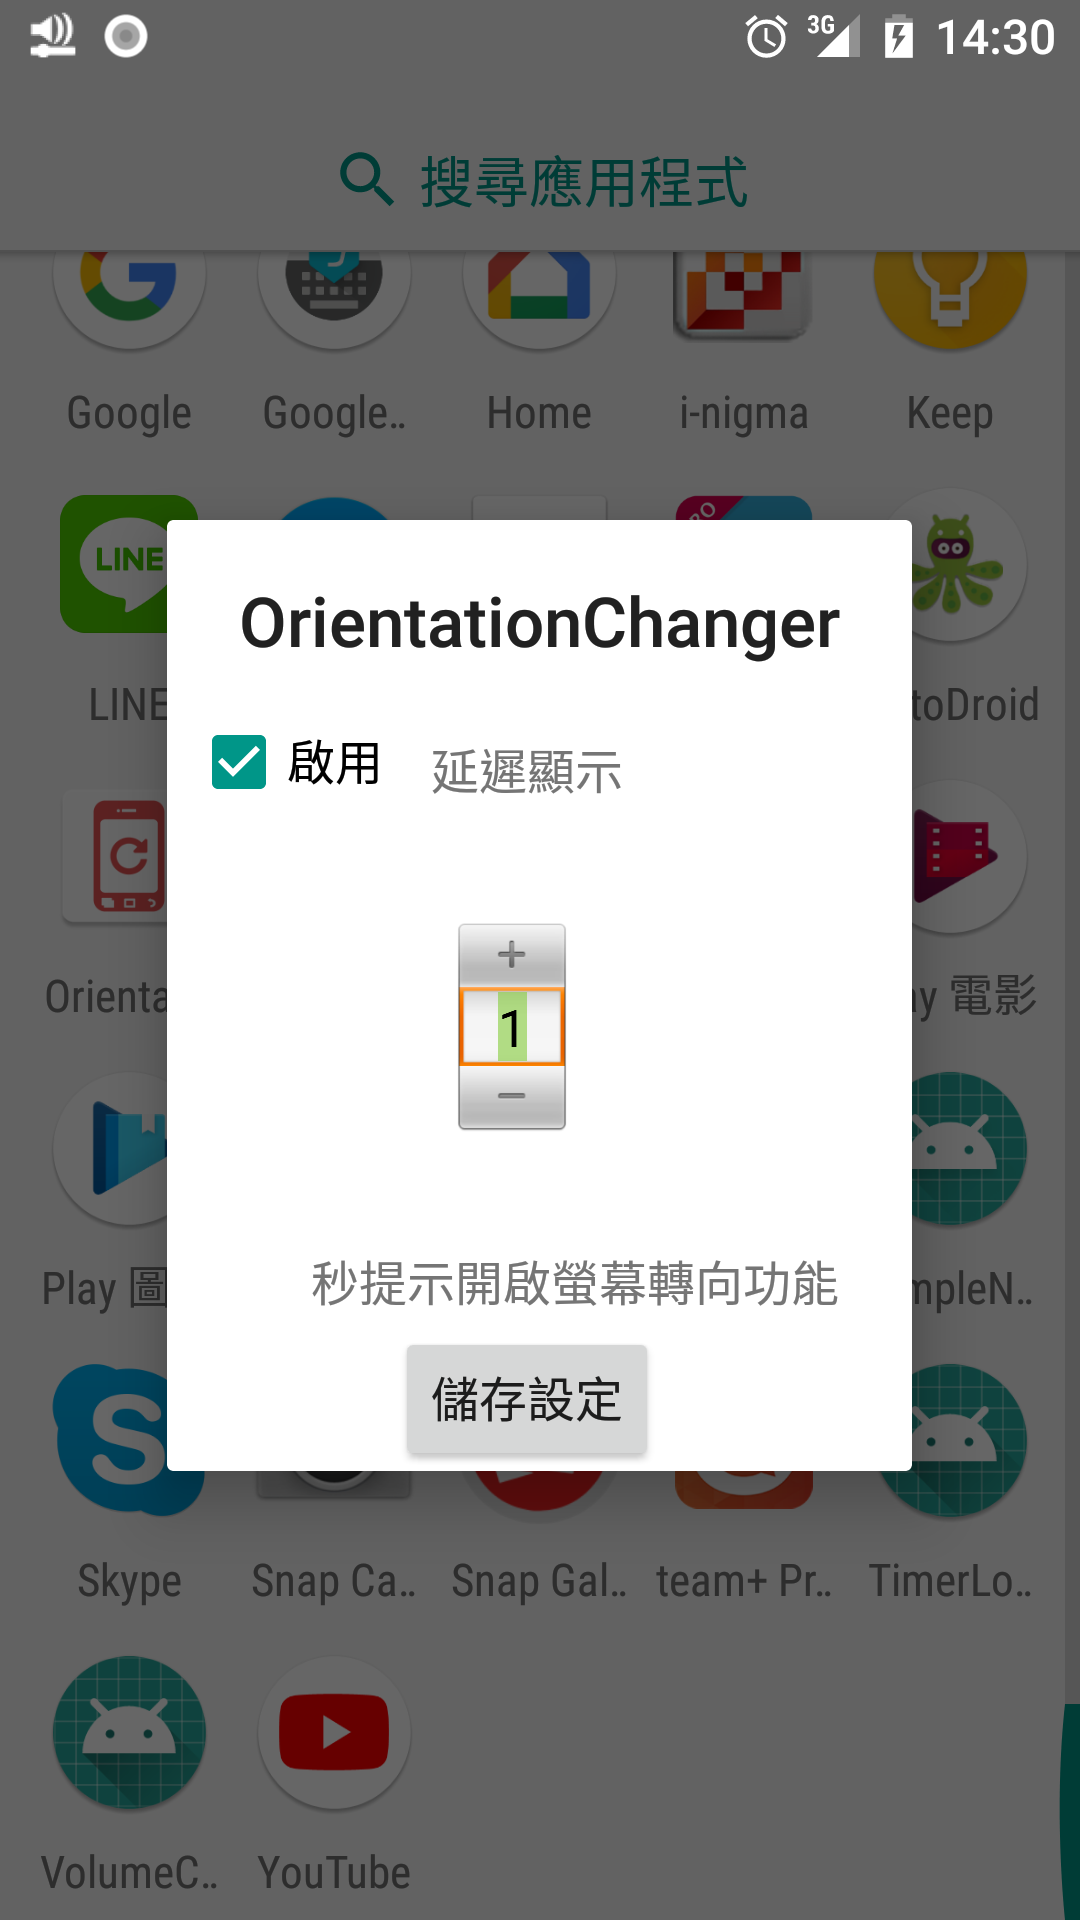 3G 14:30
搜尋應用程式
Google Google… Home i-nigma Keep
LINE
OrientationChanger
LINE toDroid
啟用 延遲顯示
+
Orienta ay 電影
1
−
Play 圖 mpleN…
秒提示開啟螢幕轉向功能
儲存設定
S
Skype Snap Ca… Snap Gal… team+ Pr… TimerLo…
VolumeC… YouTube